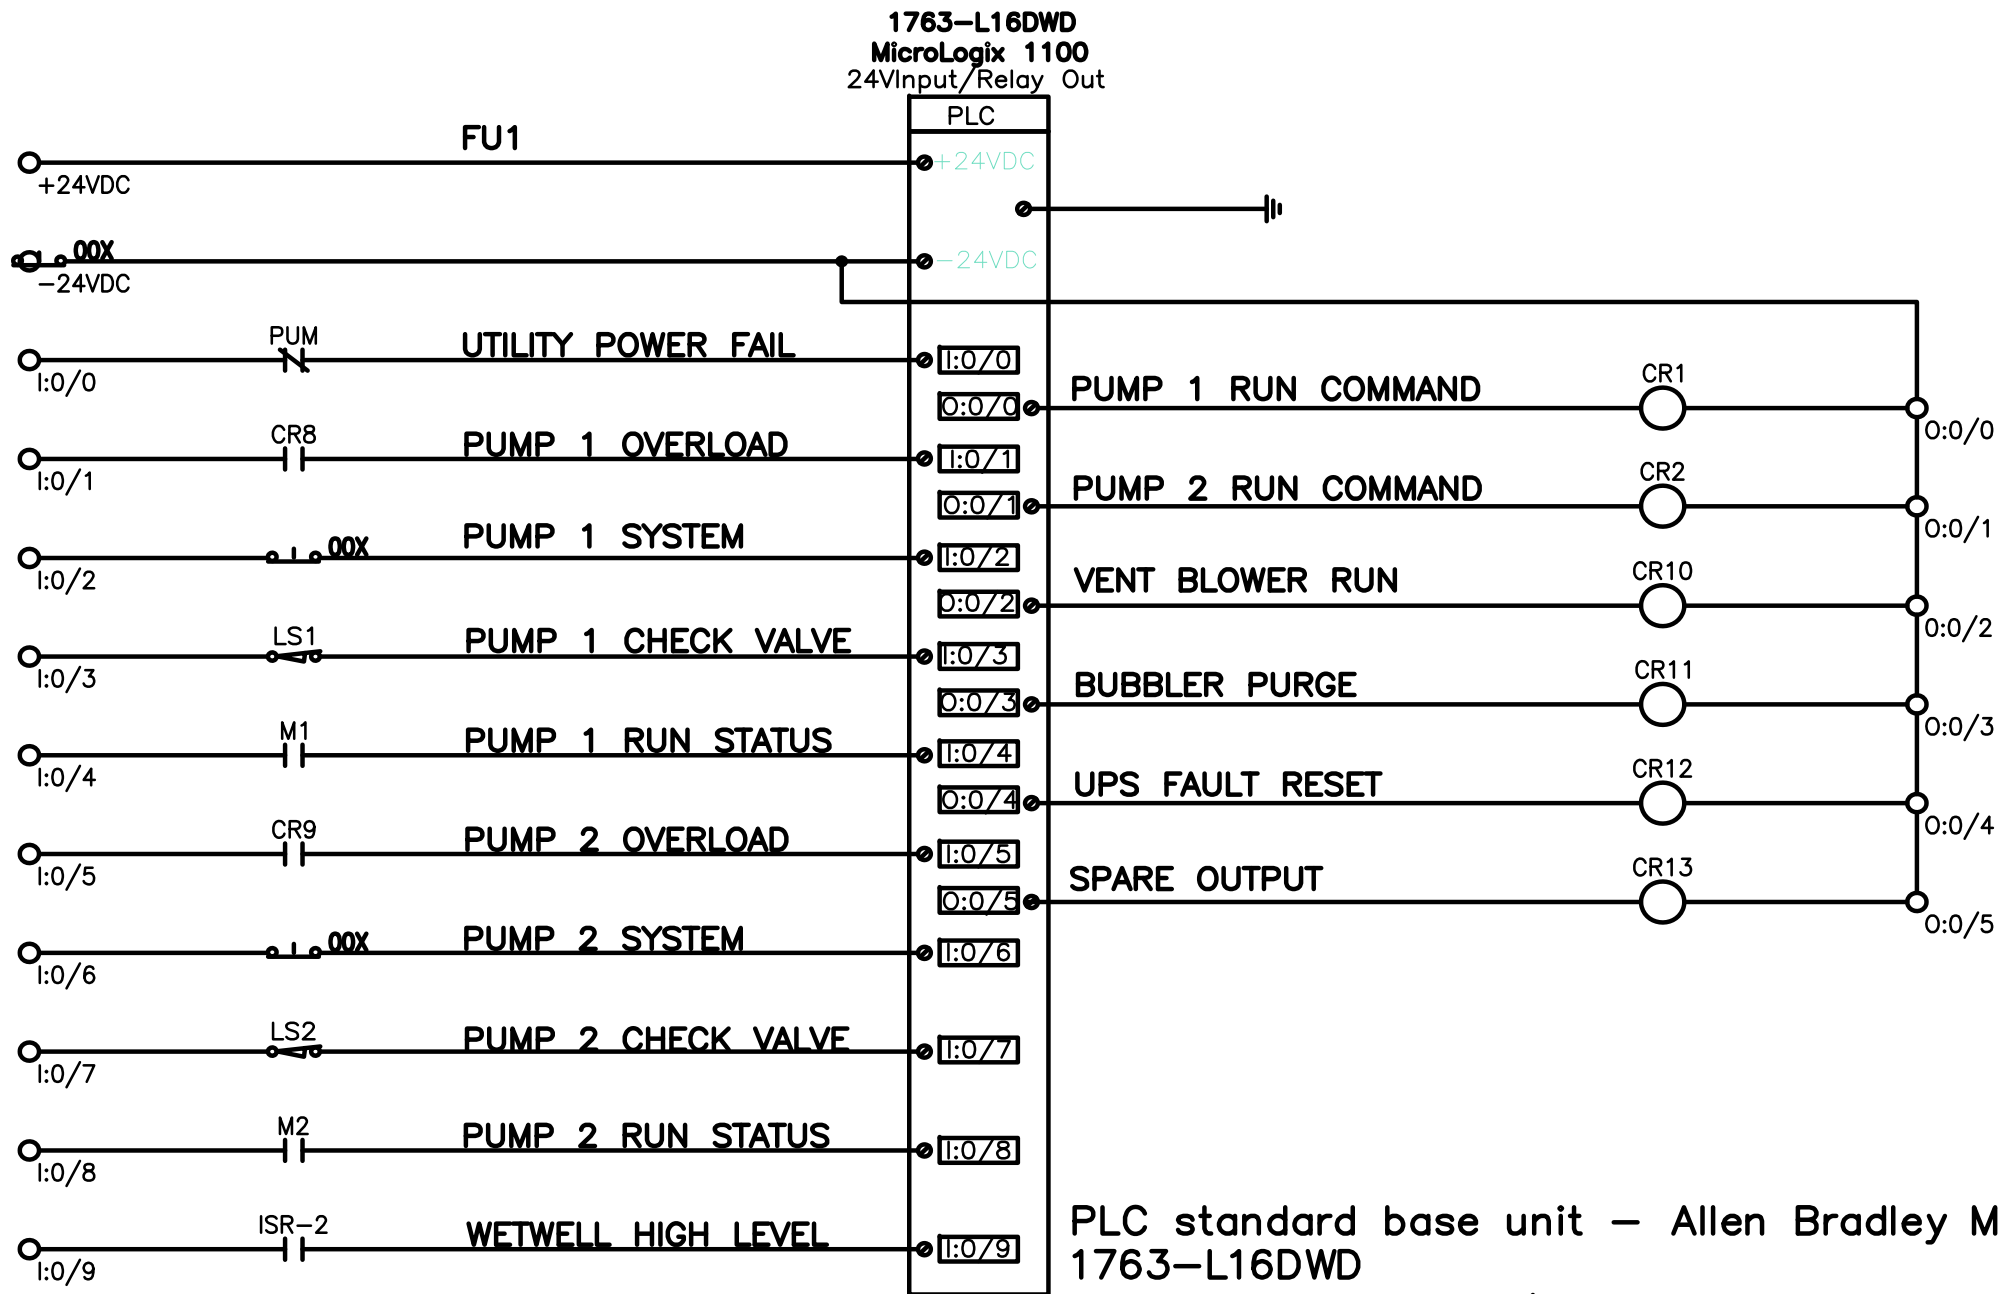 1763-L16DWD
MicroLogix 1100
24VInput/Relay Out
PLC
FU1
+24VDC
+24VDC
00X
-24VDC
-24VDC
PUM
UTILITY POWER FAIL
I:0/0
I:0/0
CR1
PUMP 1 RUN COMMAND
O:0/0
O:0/0
CR8
PUMP 1 OVERLOAD
I:0/1
I:0/1
CR2
PUMP 2 RUN COMMAND
O:0/1
O:0/1
00X
PUMP 1 SYSTEM
I:0/2
I:0/2
CR10
VENT BLOWER RUN
O:0/2
O:0/2
LS1
PUMP 1 CHECK VALVE
I:0/3
I:0/3
CR11
BUBBLER PURGE
O:0/3
O:0/3
M1
PUMP 1 RUN STATUS
I:0/4
I:0/4
CR12
UPS FAULT RESET
O:0/4
O:0/4
CR9
PUMP 2 OVERLOAD
I:0/5
I:0/5
CR13
SPARE OUTPUT
O:0/5
O:0/5
00X
PUMP 2 SYSTEM
I:0/6
I:0/6
LS2
PUMP 2 CHECK VALVE
I:0/7
I:0/7
M2
PUMP 2 RUN STATUS
I:0/8
I:0/8
ISR-2
WETWELL HIGH LEVEL
I:0/9
I:0/9
PLC standard base unit - Allen Bradley M
1763-L16DWD